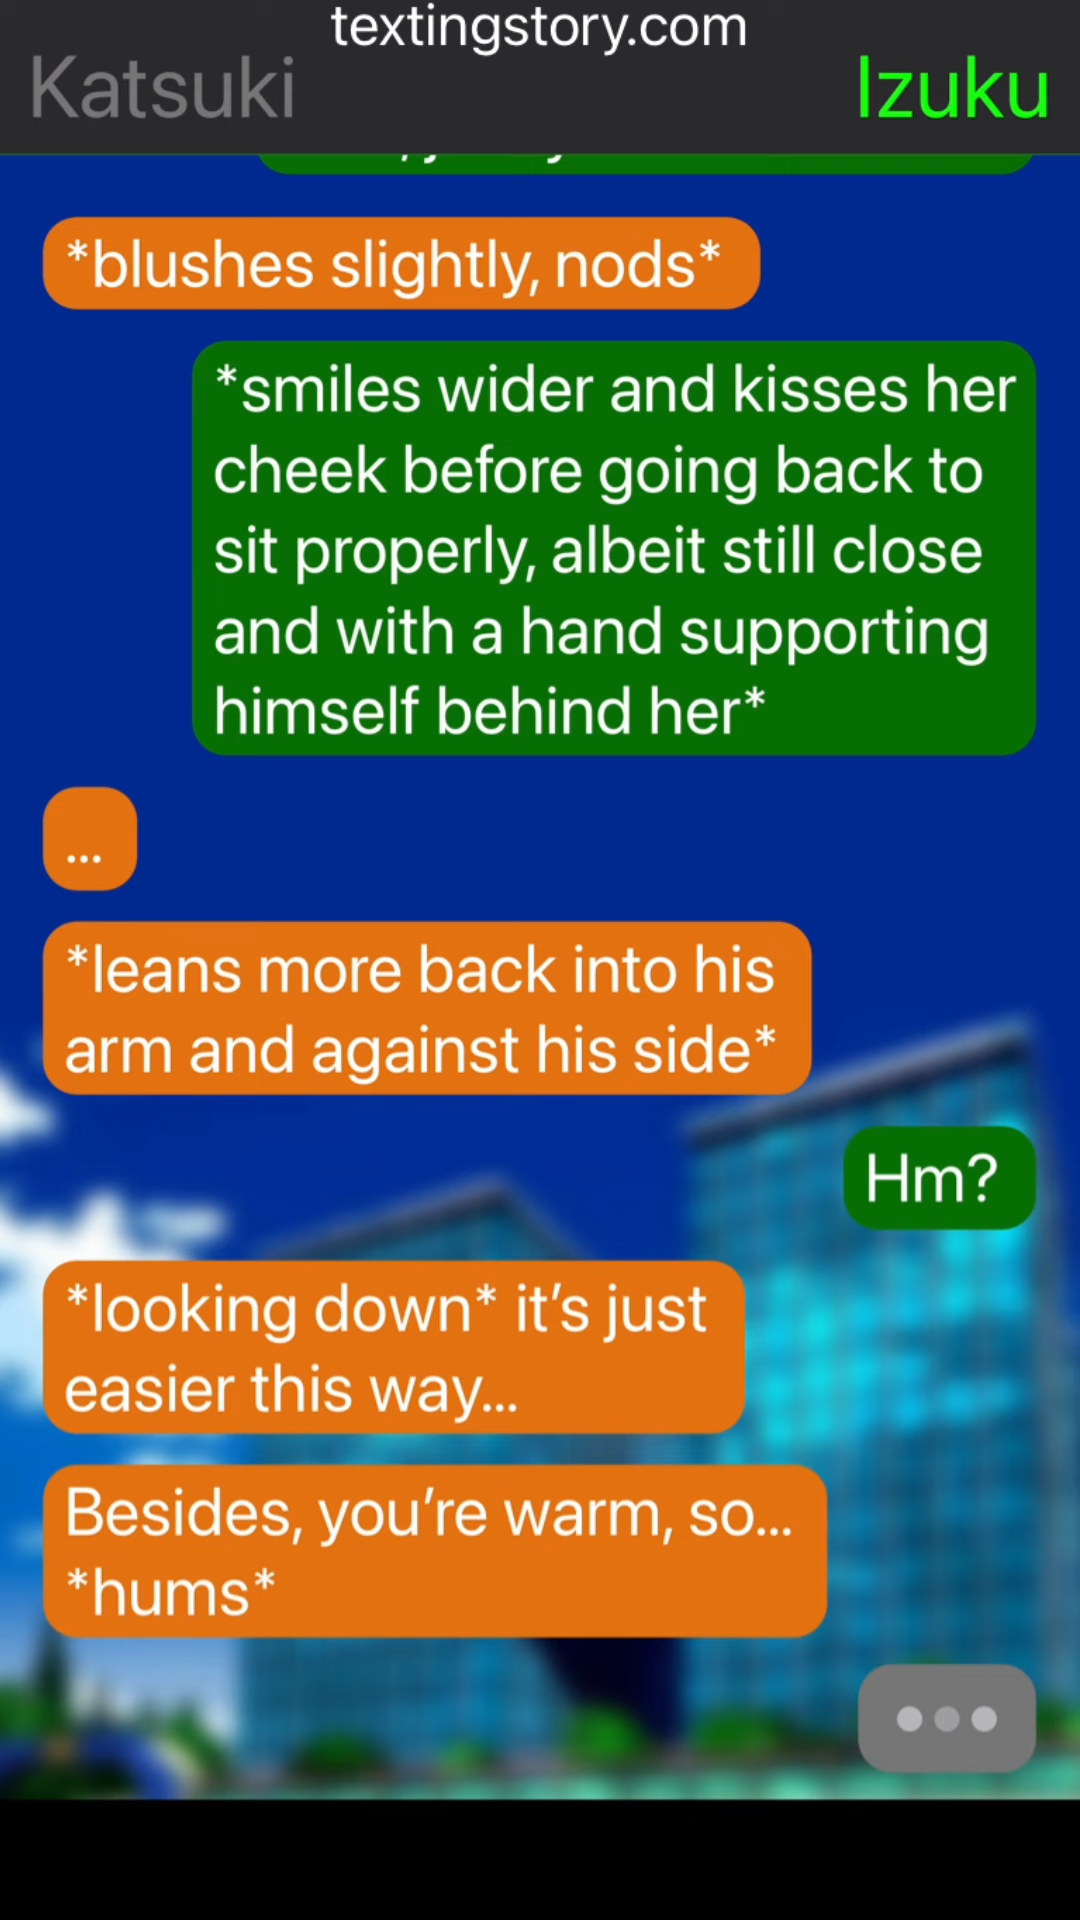 textingstory.com
Katsuki
Izuku
*blushes slightly, nods*
*smiles wider and kisses her
cheek before going back to
sit properly, albeit still close
and with a hand supporting
himself behind her*
...
*leans more back into his
arm and against his side*
Hm?
*looking down* it’s just
easier this way...
Besides, you’re warm, so...
*hums*